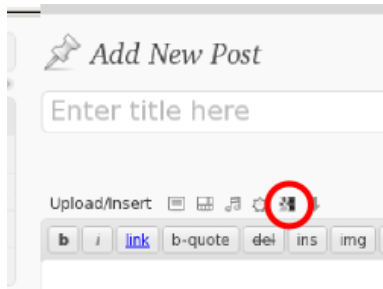 Add New Post
Enter title here
Upload/Insert
b i link b-quote del ins img